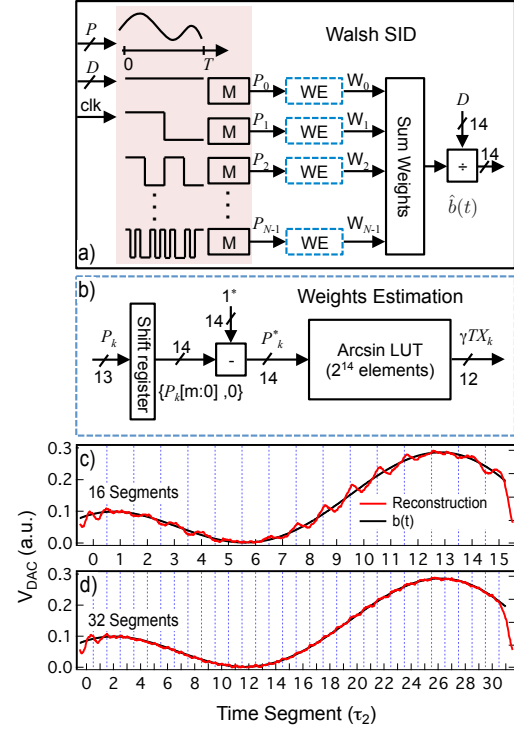 Walsh SID
P
D
clk
0 T
M P0 WE W0
M P1 WE W1
M P2 WE W2
M PN-1 WE WN-1
Sum Weights
D
14
÷
14
b̂(t)
a)
b)
Weights Estimation
1*
14
Pk
13
Shift register
14
{Pk[m:0] ,0}
-
P*k
14
Arcsin LUT
(2^14 elements)
γTXk
12
c)
16 Segments
Reconstruction
b(t)
0.3
0.2
0.1
0.0
0 1 2 3 4 5 6 7 8 9 10 11 12 13 14 15
VDAC (a.u.)
d)
32 Segments
0.3
0.2
0.1
0.0
0 2 4 6 8 10 12 14 16 18 20 22 24 26 28 30
Time Segment (τ2)